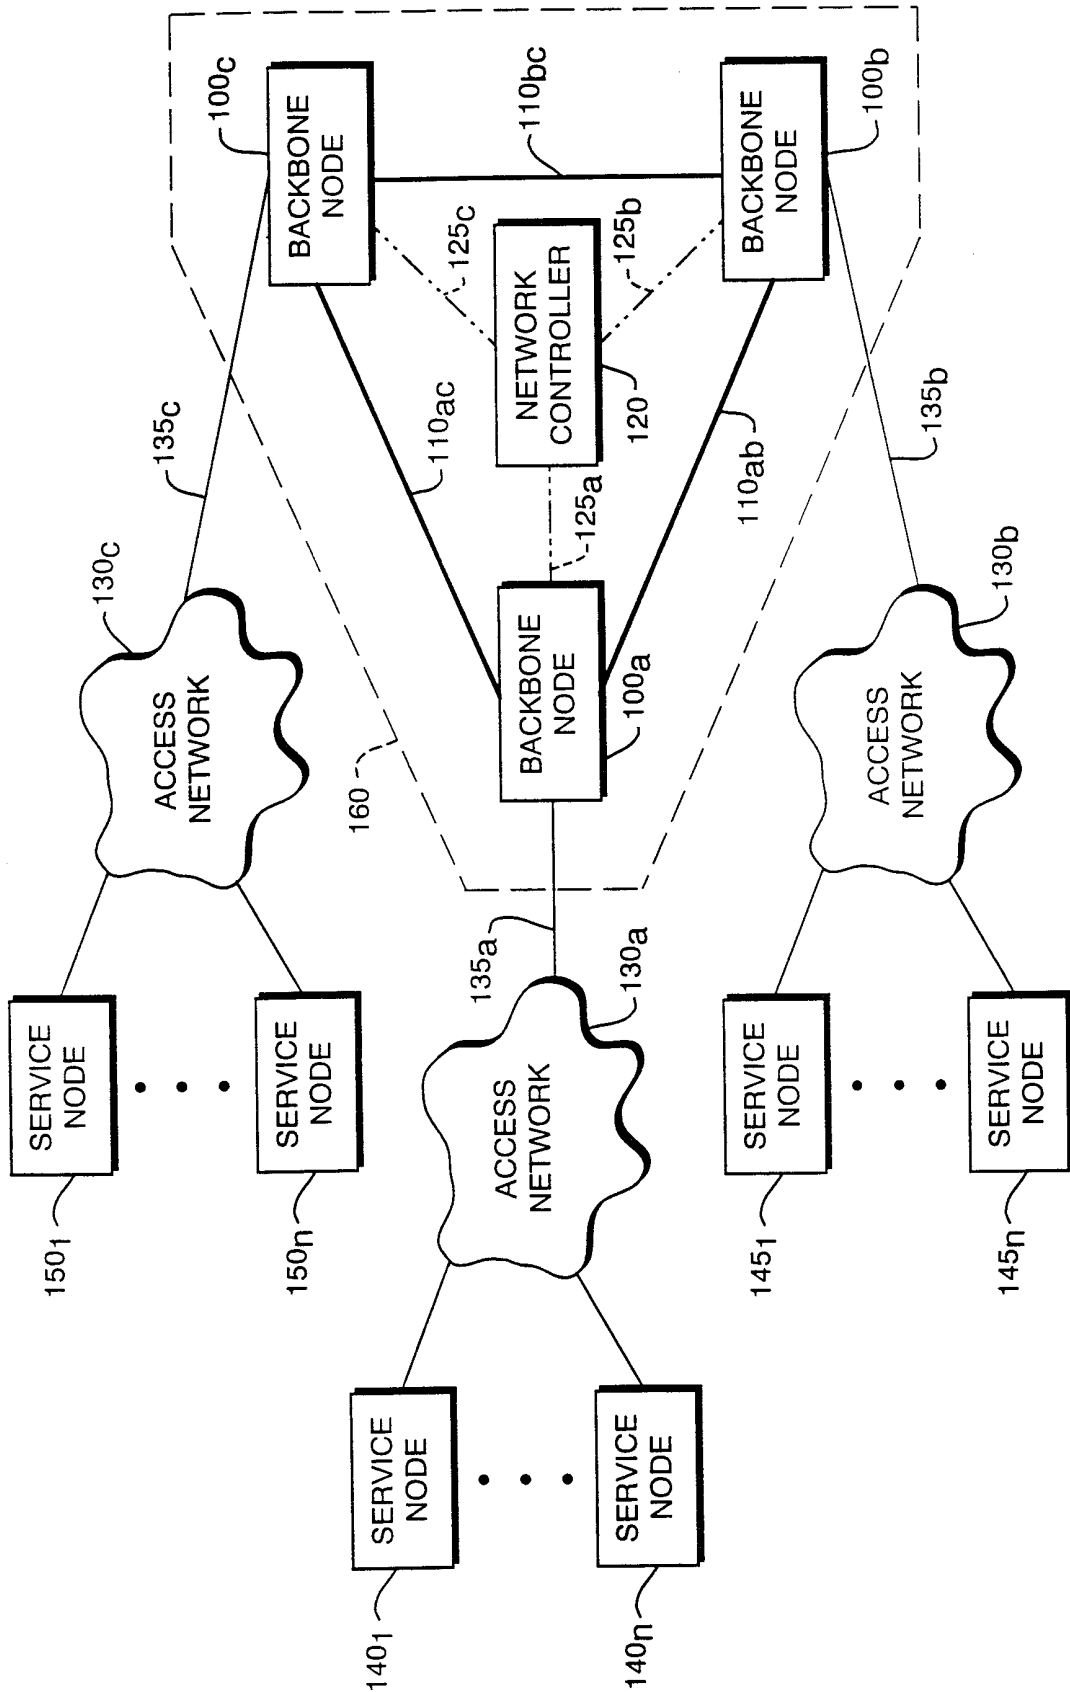 150₁
SERVICE
NODE
150n
SERVICE
NODE
ACCESS
NETWORK
130c
135c
100c
BACKBONE
NODE
140₁
SERVICE
NODE
140n
SERVICE
NODE
ACCESS
NETWORK
130a
135a
160
BACKBONE
NODE
100a
125a
110ac
125c
NETWORK
CONTROLLER
120
125b
110ab
110bc
145₁
SERVICE
NODE
145n
SERVICE
NODE
ACCESS
NETWORK
130b
135b
BACKBONE
NODE
100b